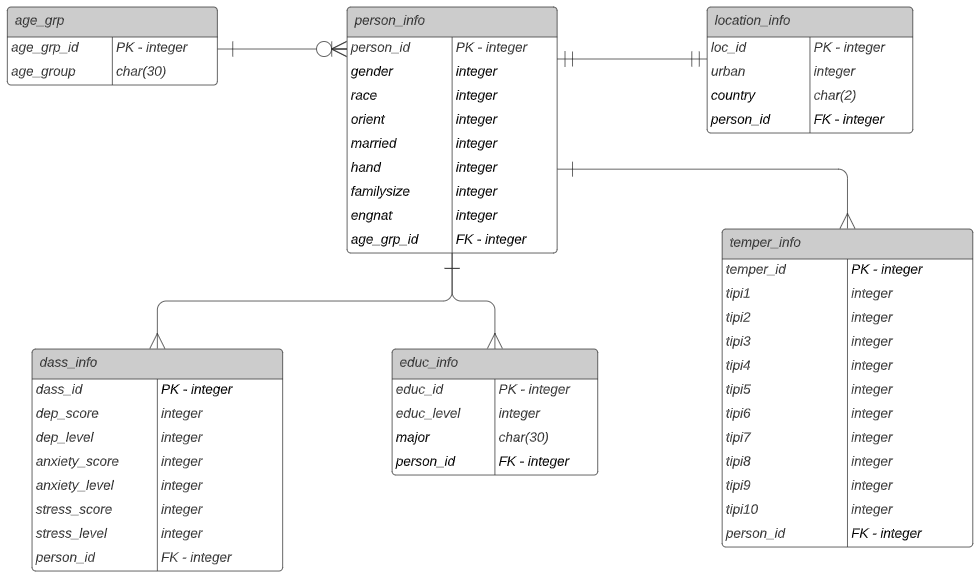 age_grp
age_grp_id PK - integer
age_group char(30)
person_info
person_id PK - integer
gender integer
race integer
orient integer
married integer
hand integer
familysize integer
engnat integer
age_grp_id FK - integer
location_info
loc_id PK - integer
urban integer
country char(2)
person_id FK - integer
temper_info
temper_id PK - integer
tipi1 integer
tipi2 integer
tipi3 integer
tipi4 integer
tipi5 integer
tipi6 integer
tipi7 integer
tipi8 integer
tipi9 integer
tipi10 integer
person_id FK - integer
dass_info
dass_id PK - integer
dep_score integer
dep_level integer
anxiety_score integer
anxiety_level integer
stress_score integer
stress_level integer
person_id FK - integer
educ_info
educ_id PK - integer
educ_level integer
major char(30)
person_id FK - integer